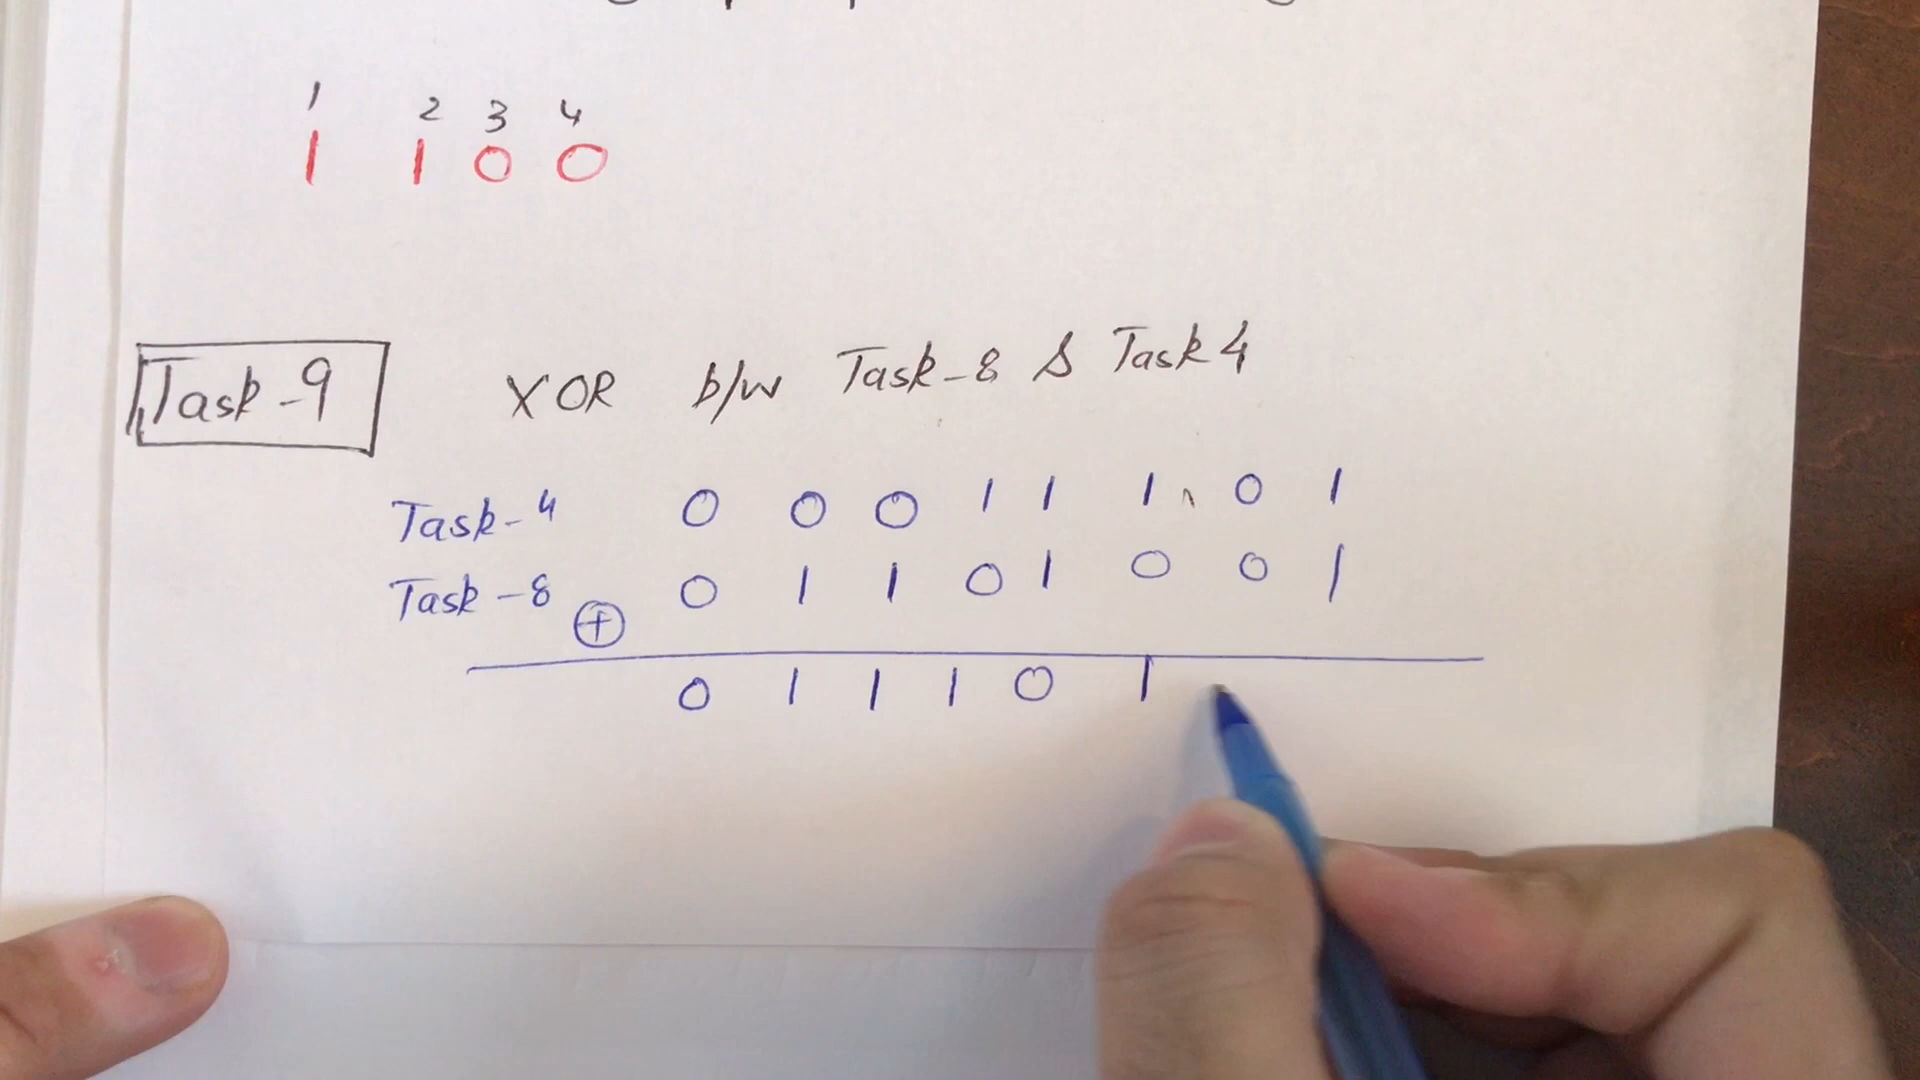 1 2 3 4
1 1 0 0
Task-9 XOR b/w Task-8 & Task 4
Task-4 0 0 0 1 1 1 0 1
Task-8 ⊕ 0 1 1 0 1 0 0 1
0 1 1 1 0 1